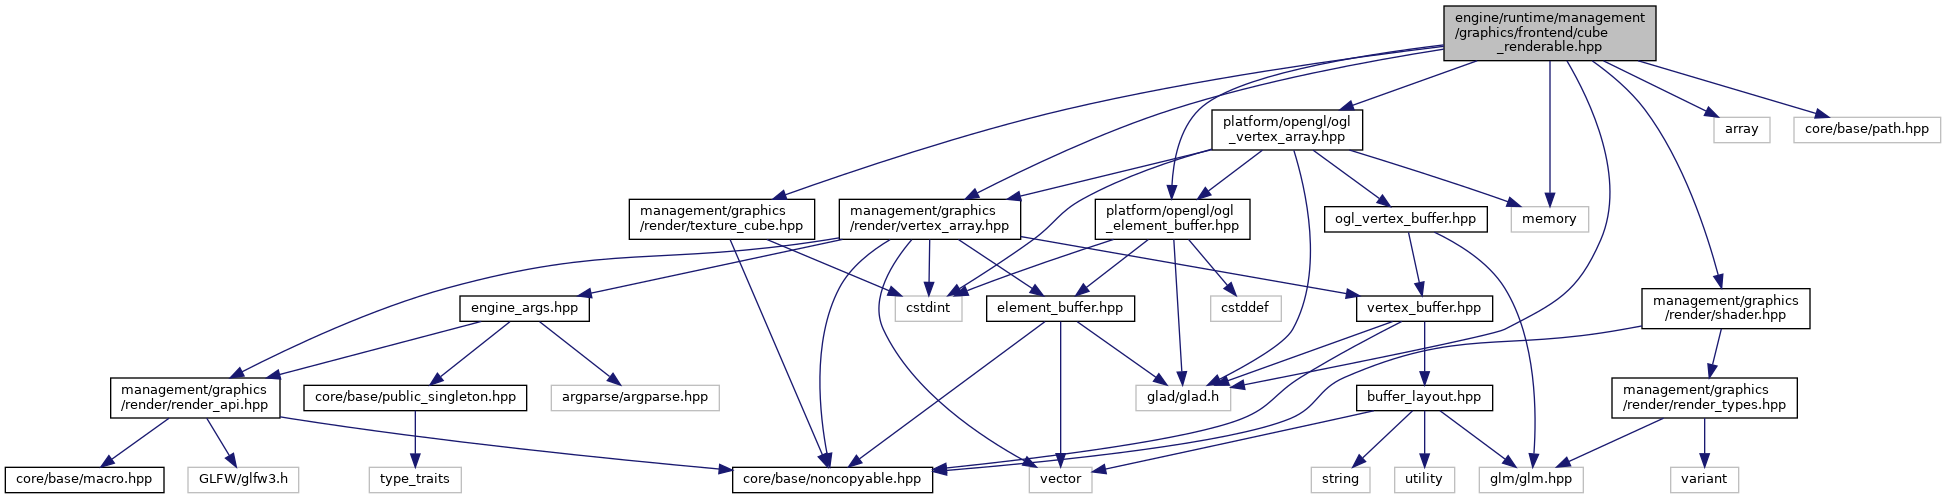 engine/runtime/management
/graphics/frontend/cube
_renderable.hpp
platform/opengl/ogl
_vertex_array.hpp
array
core/base/path.hpp
management/graphics
/render/texture_cube.hpp
management/graphics
/render/vertex_array.hpp
platform/opengl/ogl
_element_buffer.hpp
ogl_vertex_buffer.hpp
memory
engine_args.hpp
cstdint
element_buffer.hpp
cstddef
vertex_buffer.hpp
management/graphics
/render/shader.hpp
management/graphics
/render/render_api.hpp
core/base/public_singleton.hpp
argparse/argparse.hpp
glad/glad.h
buffer_layout.hpp
management/graphics
/render/render_types.hpp
core/base/macro.hpp
GLFW/glfw3.h
type_traits
core/base/noncopyable.hpp
vector
string
utility
glm/glm.hpp
variant